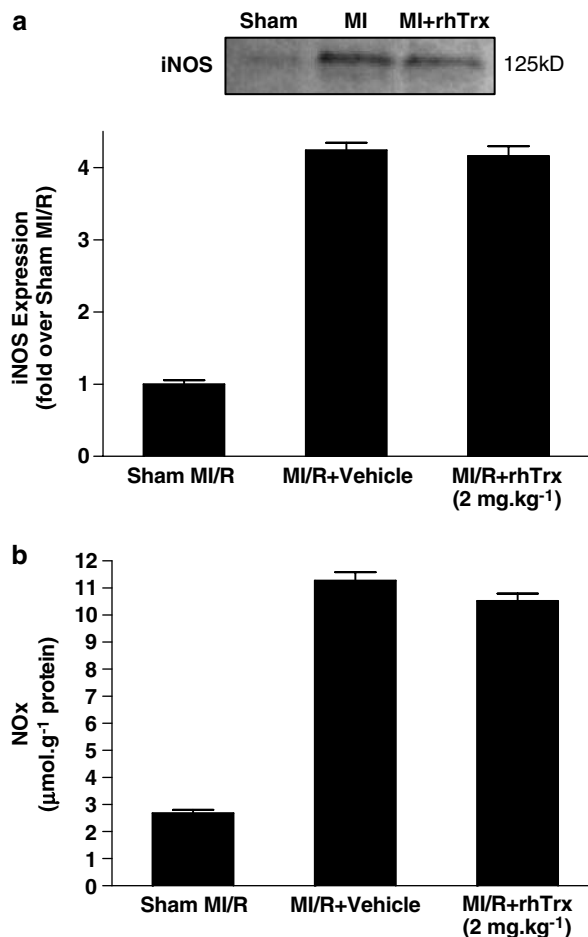 a
Sham MI MI+rhTrx
iNOS 125kD
iNOS Expression
(fold over Sham MI/R)
4
3
2
1
0
Sham MI/R MI/R+Vehicle MI/R+rhTrx
(2 mg.kg⁻¹)
b
NOx
(μmol.g⁻¹ protein)
12
11
10
9
8
7
6
5
4
3
2
1
0
Sham MI/R MI/R+Vehicle MI/R+rhTrx
(2 mg.kg⁻¹)